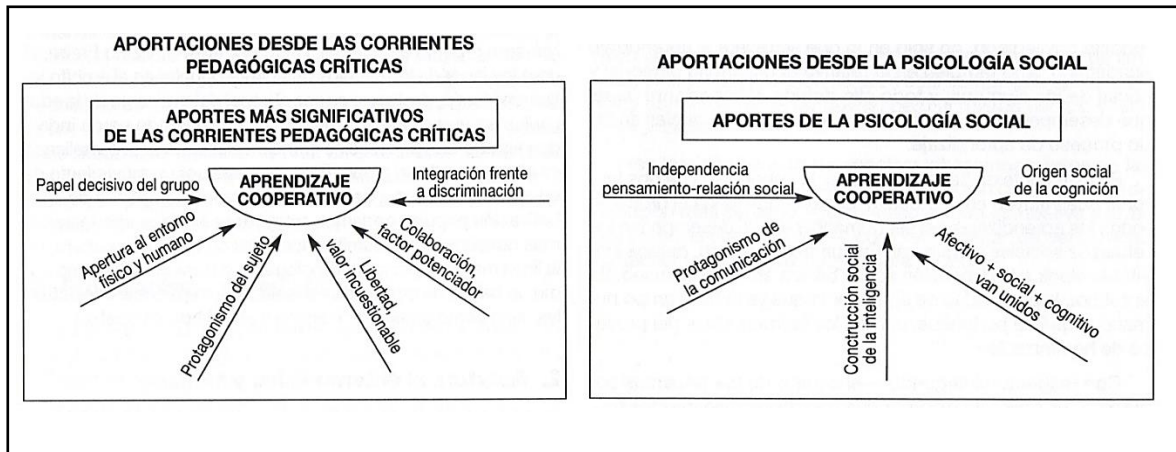 APORTACIONES DESDE LAS CORRIENTES
PEDAGÓGICAS CRÍTICAS
APORTES MÁS SIGNIFICATIVOS
DE LAS CORRIENTES PEDAGÓGICAS CRÍTICAS
Papel decisivo del grupo
APRENDIZAJE
COOPERATIVO
Integración frente
a discriminación
Apertura al entorno
físico y humano
Protagonismo del sujeto
Libertad,
valor incuestionable
Colaboración,
factor potenciador
APORTACIONES DESDE LA PSICOLOGÍA SOCIAL
APORTES DE LA PSICOLOGÍA SOCIAL
Independencia
pensamiento-relación social
APRENDIZAJE
COOPERATIVO
Origen social
de la cognición
Protagonismo de
la comunicación
Construcción social
de la inteligencia
Afectivo + social + cognitivo
van unidos